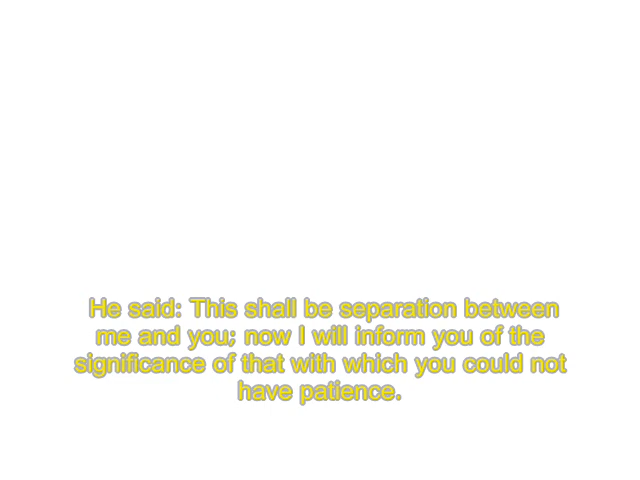 He said: This shall be separation between
me and you; now I will inform you of the
significance of that with which you could not
have patience.